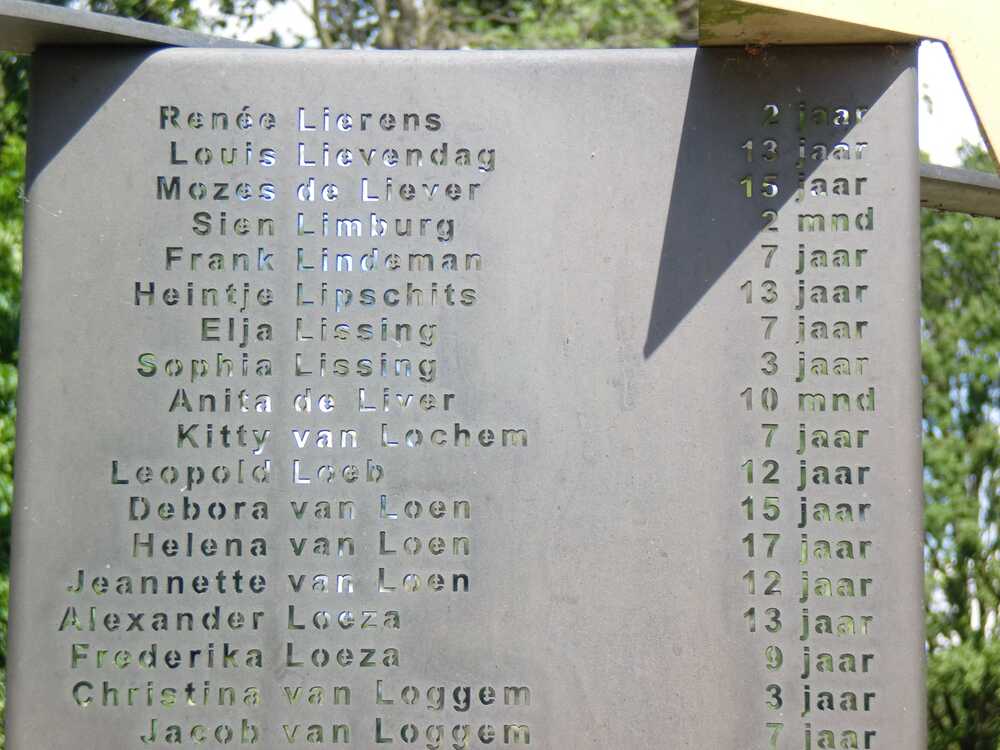 Renée Lierens 2 jaar
Louis Lievendag 13 jaar
Mozes de Liever 15 jaar
Sien Limburg 2 mnd
Frank Lindeman 7 jaar
Heintje Lipschits 13 jaar
Elja Lissing 7 jaar
Sophia Lissing 3 jaar
Anita de Liver 10 mnd
Kitty van Lochem 7 jaar
Leopold Loeb 12 jaar
Debora van Loen 15 jaar
Helena van Loen 17 jaar
Jeannette van Loen 12 jaar
Alexander Loeza 13 jaar
Frederika Loeza 9 jaar
Christina van Loggem 3 jaar
Jacob van Loggem 7 jaar